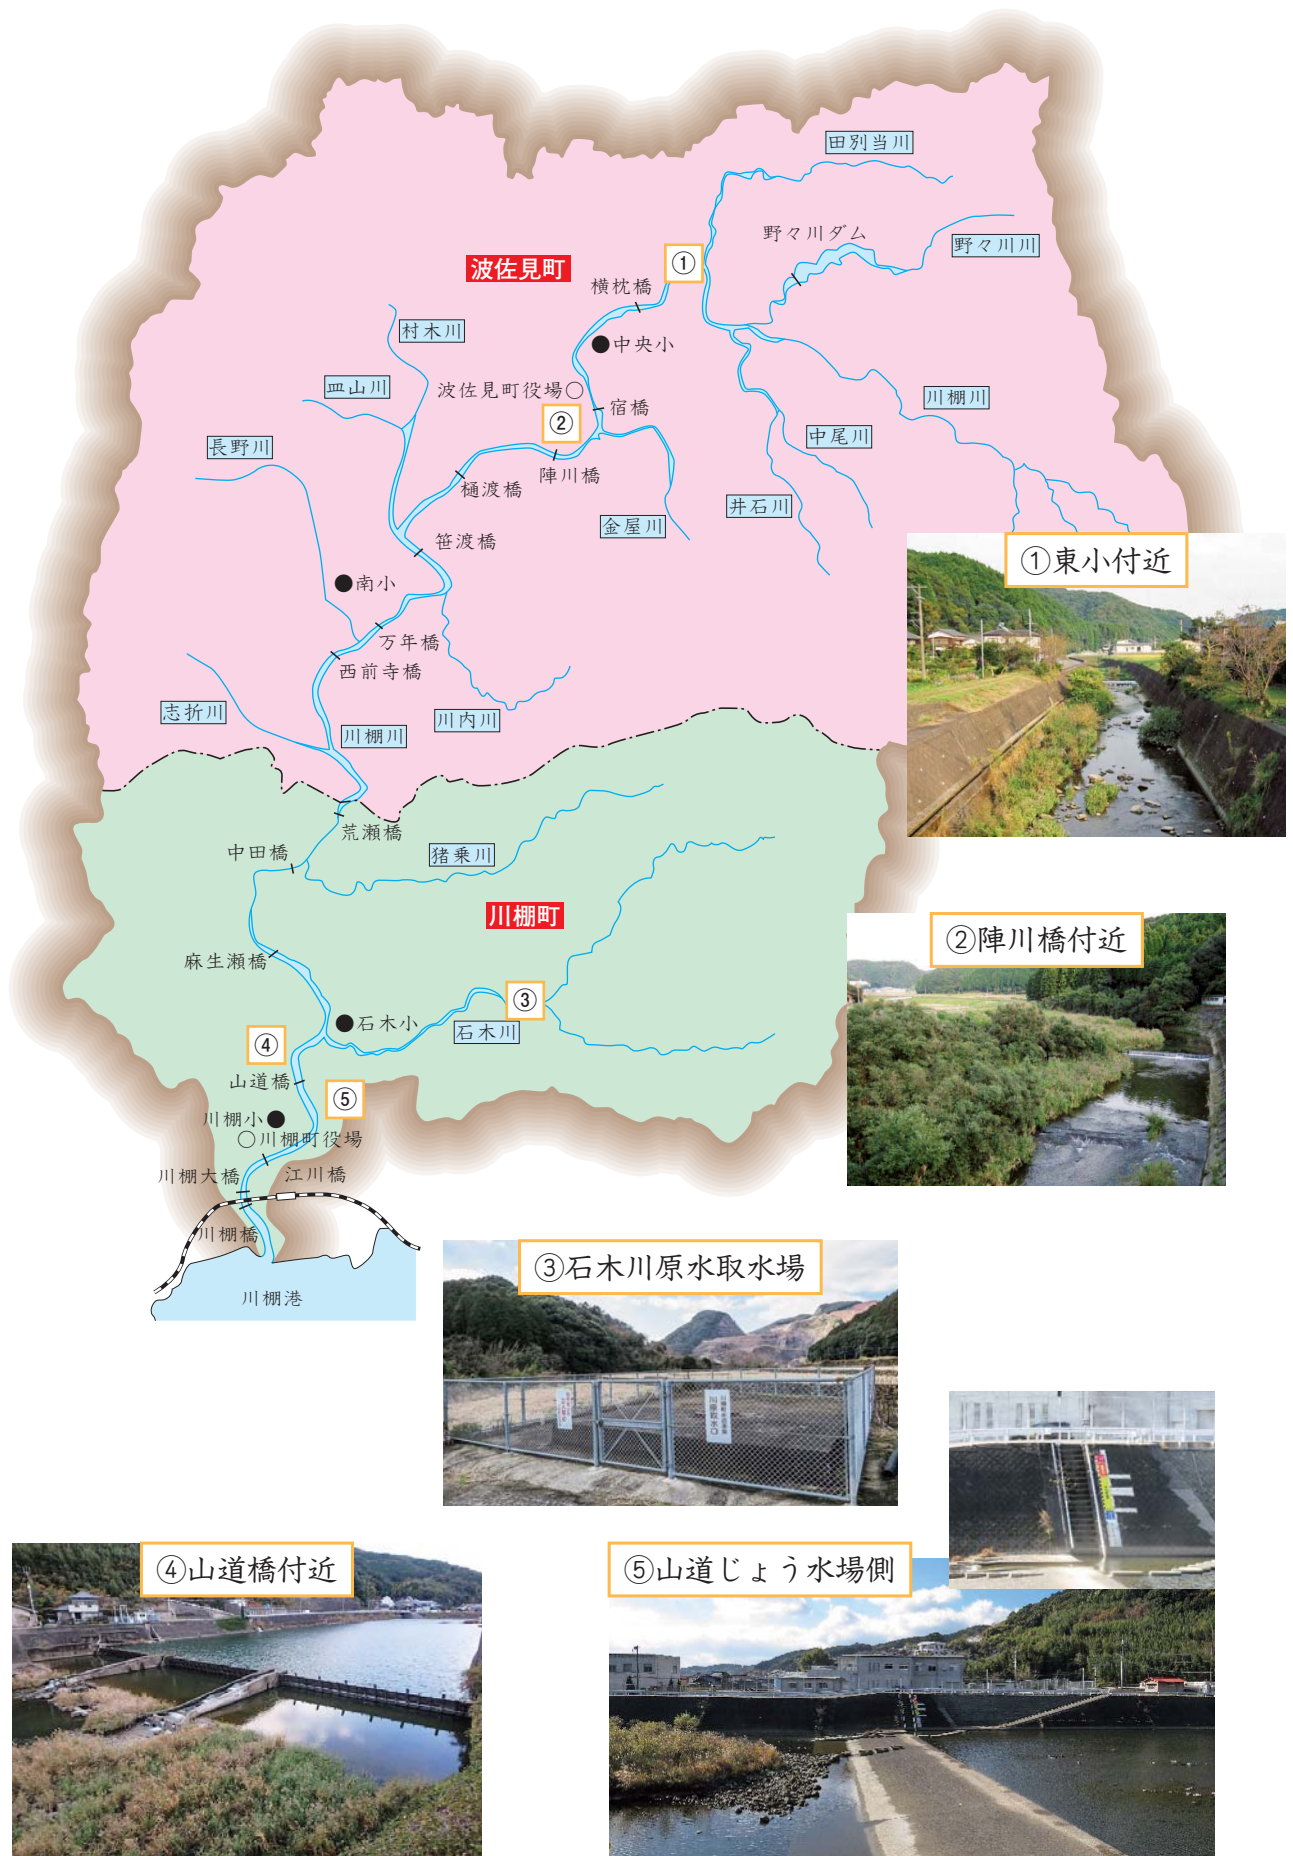 田別当川
野々川ダム
野々川川
波佐見町
①
横枕橋
村木川
中央小
皿山川
波佐見町役場
川棚川
②
宿橋
長野川
中尾川
陣川橋
樋渡橋
井石川
金屋川
笹渡橋
①東小付近
南小
万年橋
西前寺橋
志折川
川内川
川棚川
荒瀬橋
中田橋
猪乗川
川棚町
②陣川橋付近
麻生瀬橋
③
石木小
石木川
④
山道橋
⑤
川棚小
川棚町役場
川棚大橋
江川橋
川棚橋
③石木川原水取水場
川棚港
川原取水口
④山道橋付近
⑤山道じょう水場側